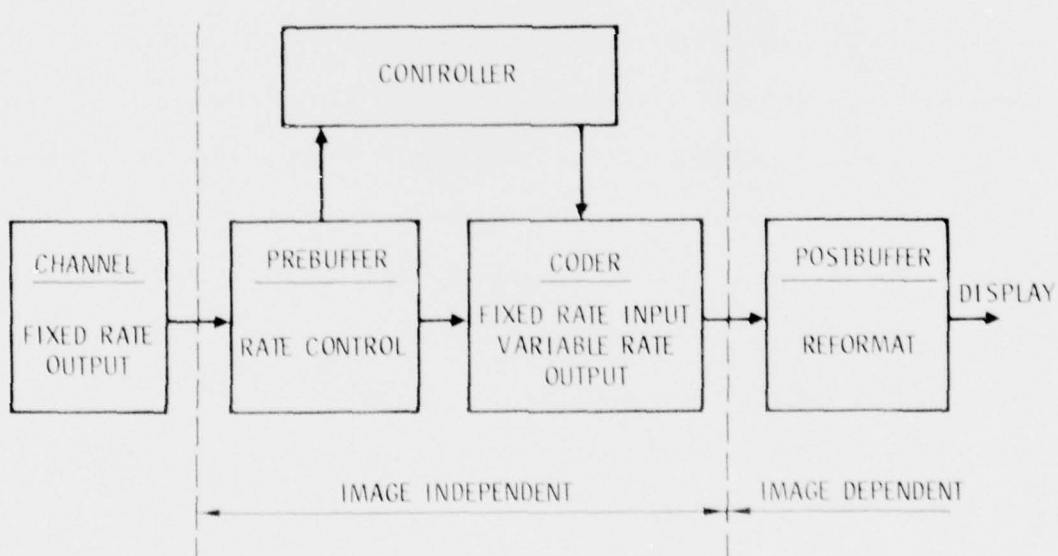 CONTROLLER
CHANNEL
FIXED RATE
OUTPUT
PREBUFFER
RATE CONTROL
CODER
FIXED RATE INPUT
VARIABLE RATE
OUTPUT
POSTBUFFER
REFORMAT
DISPLAY
IMAGE INDEPENDENT
IMAGE DEPENDENT